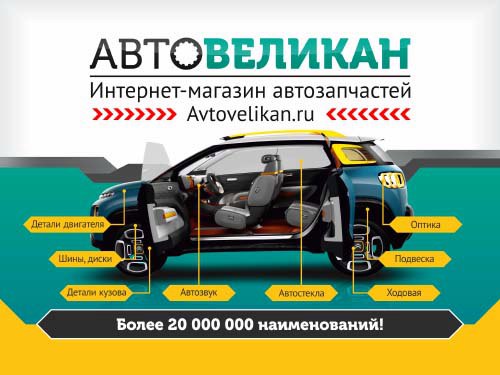 АВТОВЕЛИКАН
Интернет-магазин автозапчастей
Avtovelikan.ru
Детали двигателя
Оптика
Шины, диски
Подвеска
Детали кузова
Автозвук
Автостекла
Ходовая
Более 20 000 000 наименований!